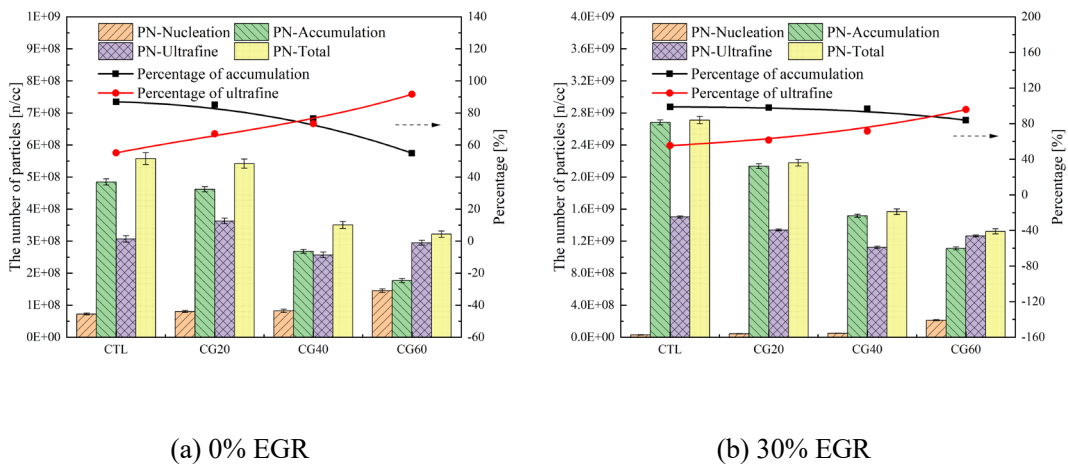 PN-Nucleation PN-Accumulation
PN-Ultrafine PN-Total
Percentage of accumulation
Percentage of ultrafine
The number of particles [n/cc]
1E+09
9E+08
8E+08
7E+08
6E+08
5E+08
4E+08
3E+08
2E+08
1E+08
0E+00
140
120
100
80
60
40
20
0
-20
-40
-60
Percentage [%]
CTL CG20 CG40 CG60
(a) 0% EGR
PN-Nucleation PN-Accumulation
PN-Ultrafine PN-Total
Percentage of accumulation
Percentage of ultrafine
The number of particles [n/cc]
4.0E+09
3.6E+09
3.2E+09
2.8E+09
2.4E+09
2.0E+09
1.6E+09
1.2E+09
8.0E+08
4.0E+08
0.0E+00
200
160
120
80
40
0
-40
-80
-120
-160
Percentage [%]
CTL CG20 CG40 CG60
(b) 30% EGR